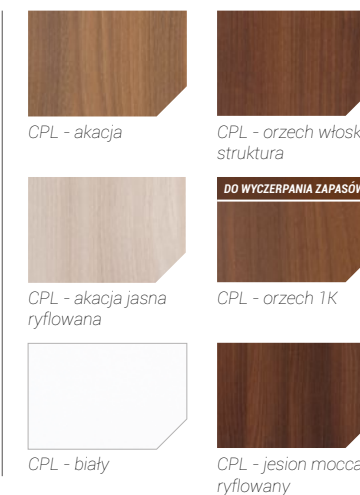 CPL - akacja
CPL - orzech włosk
struktura
CPL - akacja jasna
ryflowana
DO WYCZERPANIA ZAPASÓW
CPL - orzech 1K
CPL - biały
CPL - jesion mocca
ryflowany